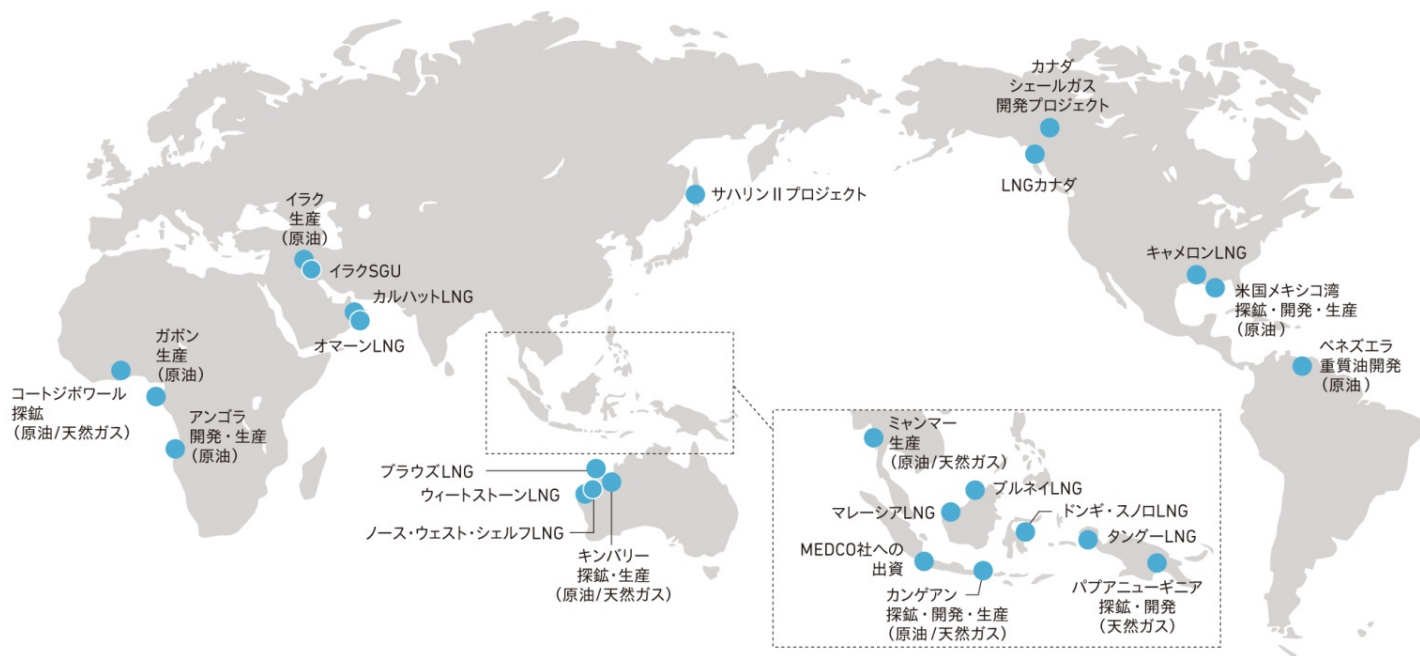 カナダ
シェールガス
開発プロジェクト
LNGカナダ
サハリンⅡプロジェクト
イラク
生産
(原油)
イラクSGU
カルハットLNG
オマーンLNG
キャメロンLNG
米国メキシコ湾
探鉱・開発・生産
(原油)
ベネズエラ
重質油開発
(原油)
ガボン
生産
(原油)
コートジボワール
探鉱
(原油/天然ガス)
アンゴラ
開発・生産
(原油)
ブラウズLNG
ウィートストーンLNG
ノース・ウェスト・シェルフLNG
キンバリー
探鉱・生産
(原油/天然ガス)
ミャンマー
生産
(原油/天然ガス)
ブルネイLNG
マレーシアLNG
ドンギ・スノロLNG
タングーLNG
MEDCO社への
出資
カンゲアン
探鉱・開発・生産
(原油/天然ガス)
パプアニューギニア
探鉱・開発
(天然ガス)